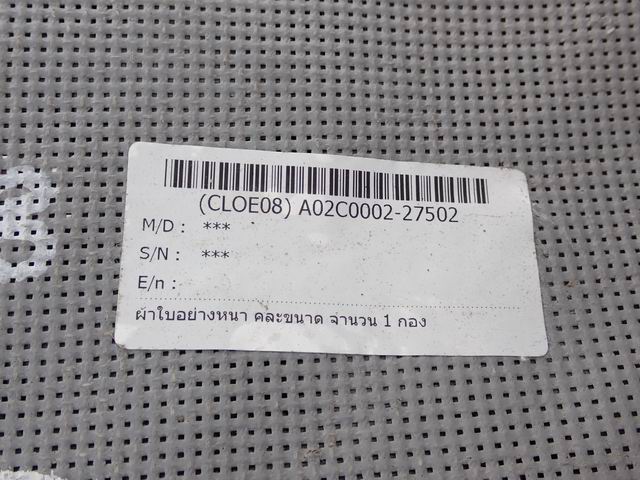 (CLOE08) A02C0002-27502
M/D : ***
S/N : ***
E/n :
ผ้าใบอย่างหนา คละขนาด จำนวน 1 กอง